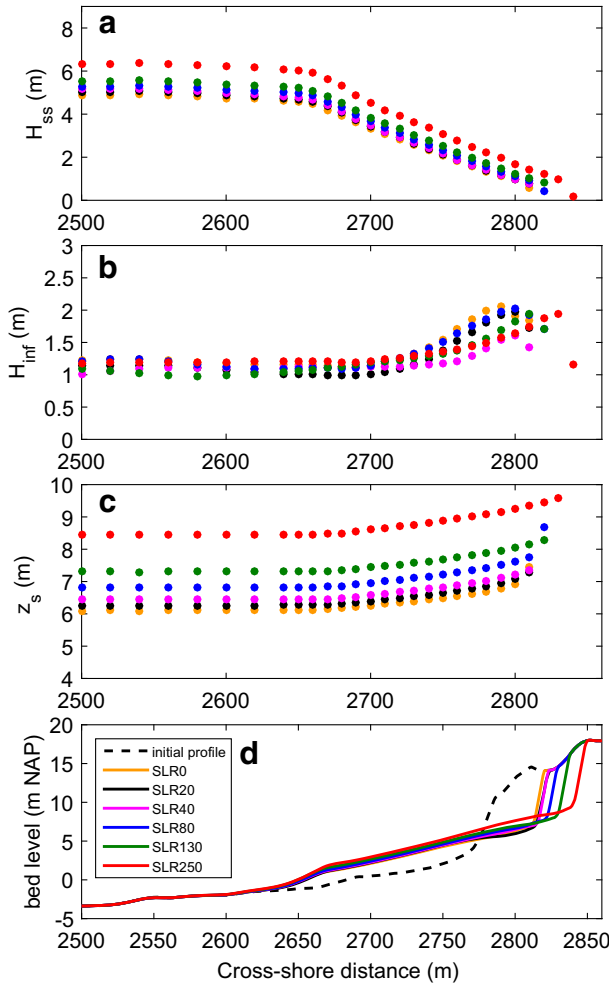 a
H_ss (m)
6
4
2
0
2500 2600 2700 2800
b
H_inf (m)
3
2.5
2
1.5
1
0.5
0
2500 2600 2700 2800
c
z_s (m)
10
9
8
7
6
5
4
2500 2600 2700 2800
d
bed level (m NAP)
20
15
10
5
0
-5
initial profile
SLR0
SLR20
SLR40
SLR80
SLR130
SLR250
2500 2550 2600 2650 2700 2750 2800 2850
Cross-shore distance (m)